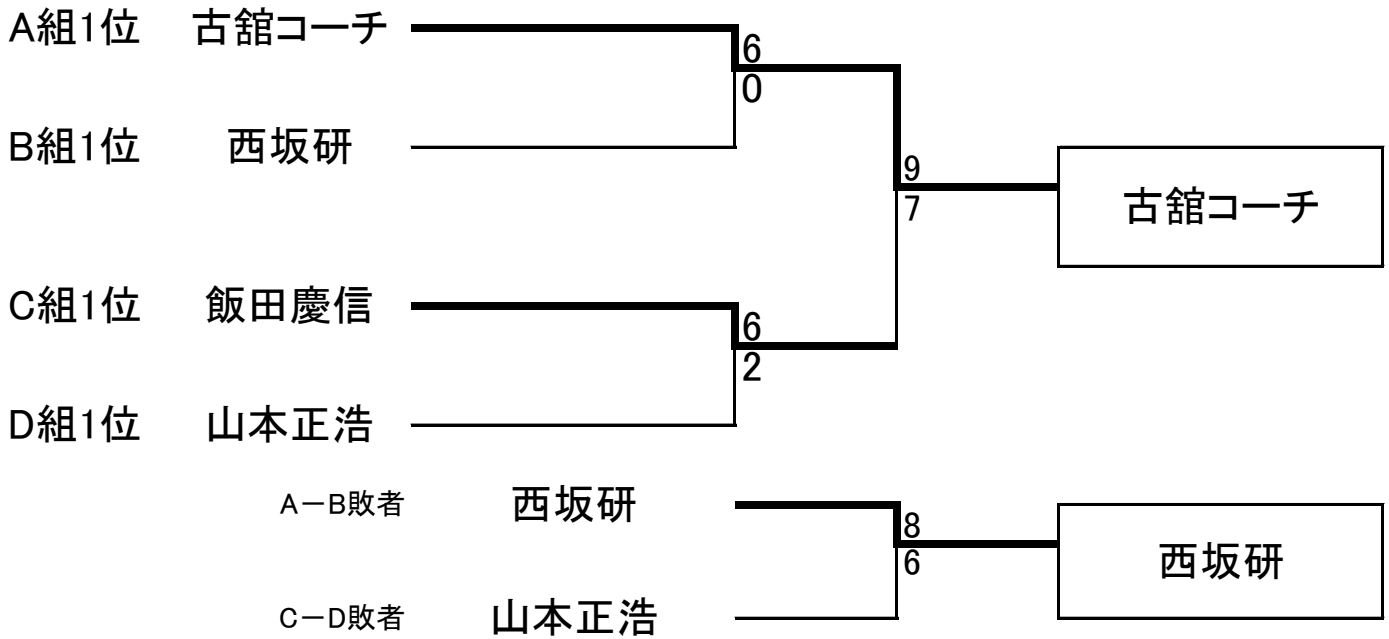 A組1位 古舘コーチ
6
0
B組1位 西坂研
9
7
古舘コーチ
C組1位 飯田慶信
6
2
D組1位 山本正浩
A－B敗者 西坂研
8
6
西坂研
C－D敗者 山本正浩